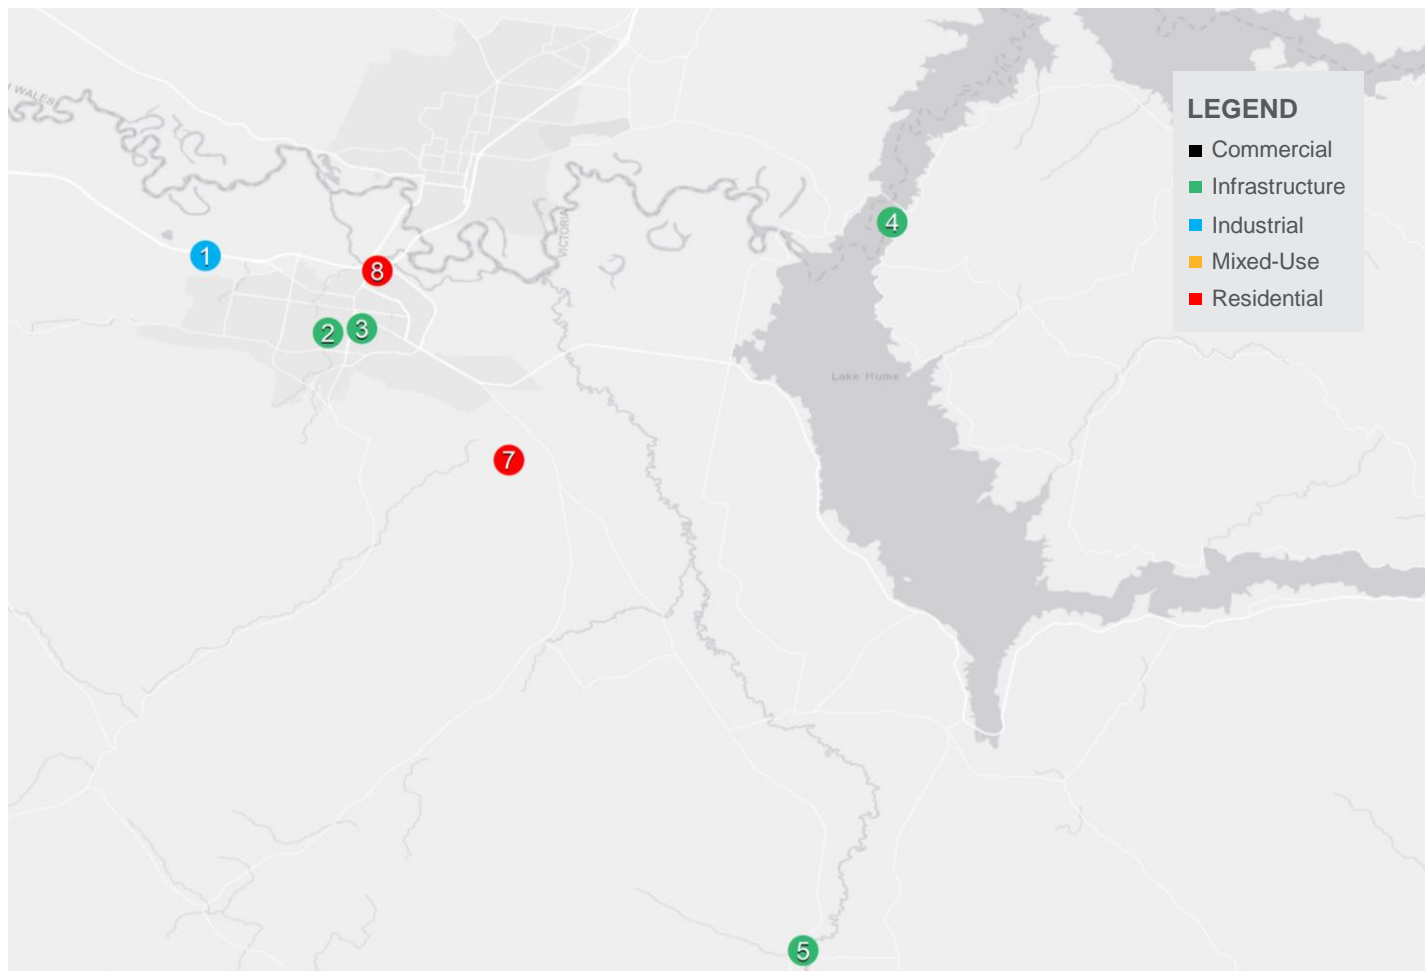 WALES
LEGEND
Commercial
Infrastructure
Industrial
Mixed-Use
Residential
VICTORIA
4
1
8
2
3
Lake Hume
7
5